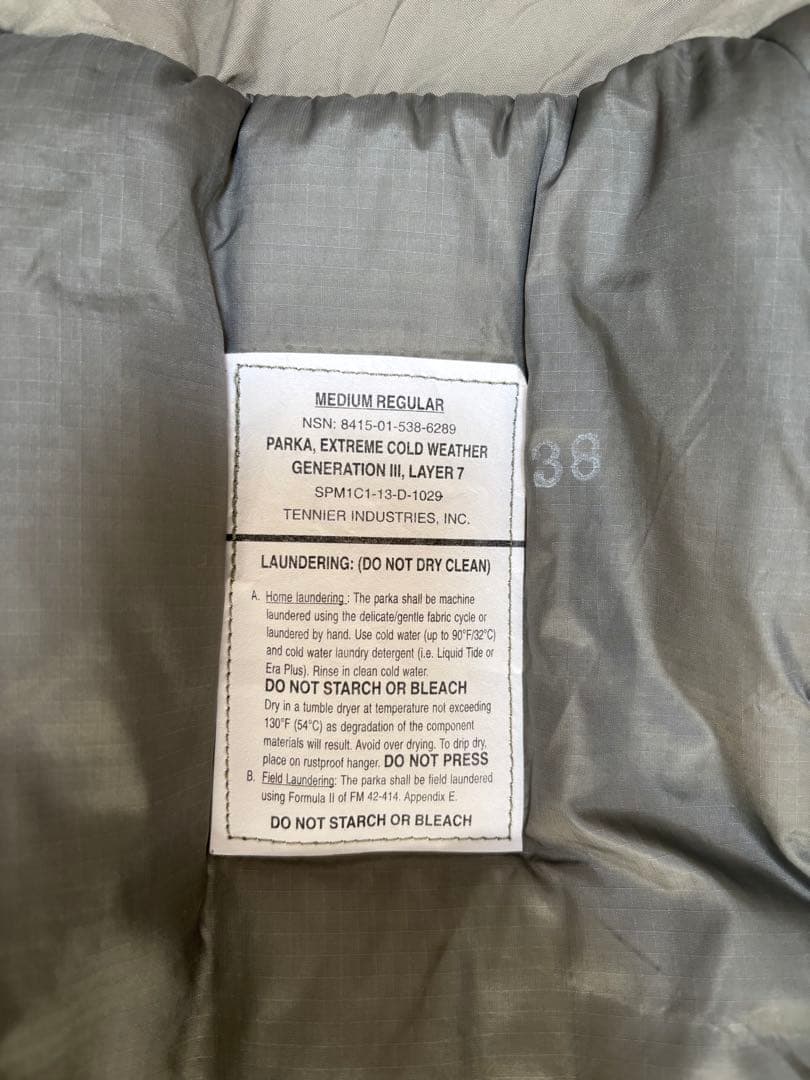 MEDIUM REGULAR
NSN: 8415-01-538-6289
PARKA, EXTREME COLD WEATHER
GENERATION III, LAYER 7
SPM1C1-13-D-1029
TENNIER INDUSTRIES, INC.
38
LAUNDERING: (DO NOT DRY CLEAN)
A. Home laundering : The parka shall be machine
laundered using the delicate/gentle fabric cycle or
laundered by hand. Use cold water (up to 90°F/32°C)
and cold water laundry detergent (i.e. Liquid Tide or
Era Plus). Rinse in clean cold water.
DO NOT STARCH OR BLEACH
Dry in a tumble dryer at temperature not exceeding
130°F (54°C) as degradation of the component
materials will result. Avoid over drying. To drip dry,
place on rustproof hanger. DO NOT PRESS
B. Field Laundering: The parka shall be field laundered
using Formula II of FM 42-414. Appendix E.
DO NOT STARCH OR BLEACH